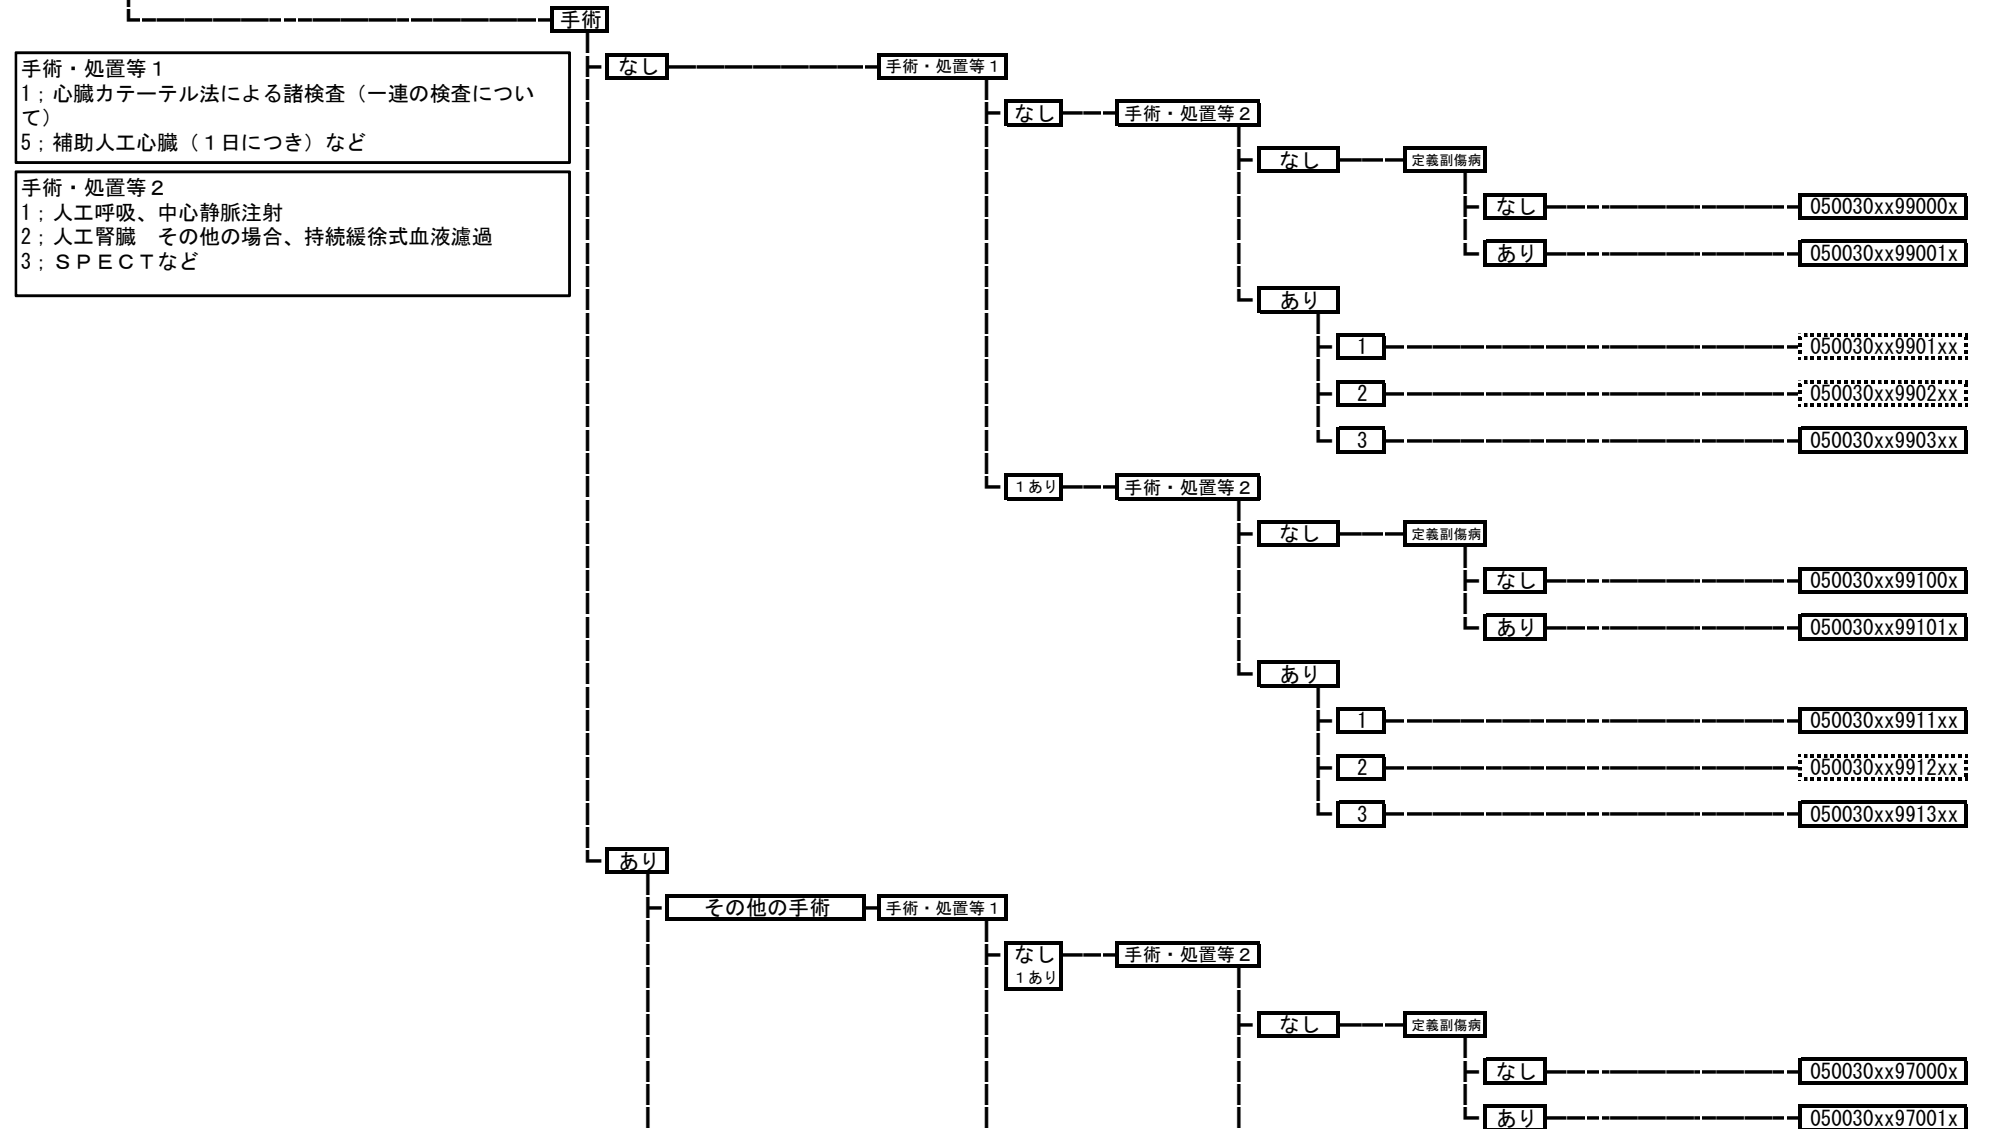 手術
手術・処置等１
1；心臓カテーテル法による諸検査（一連の検査につい
て）
5；補助人工心臓（１日につき）など
手術・処置等２
1；人工呼吸、中心静脈注射
2；人工腎臓　その他の場合、持続緩徐式血液濾過
3；ＳＰＥＣＴなど
なし
手術・処置等１
なし
手術・処置等２
なし
定義副傷病
なし
050030xx99000x
あり
050030xx99001x
あり
1
050030xx9901xx
2
050030xx9902xx
3
050030xx9903xx
１あり
手術・処置等２
なし
定義副傷病
なし
050030xx99100x
あり
050030xx99101x
あり
1
050030xx9911xx
2
050030xx9912xx
3
050030xx9913xx
あり
その他の手術
手術・処置等１
なし
１あり
手術・処置等２
なし
定義副傷病
なし
050030xx97000x
あり
050030xx97001x